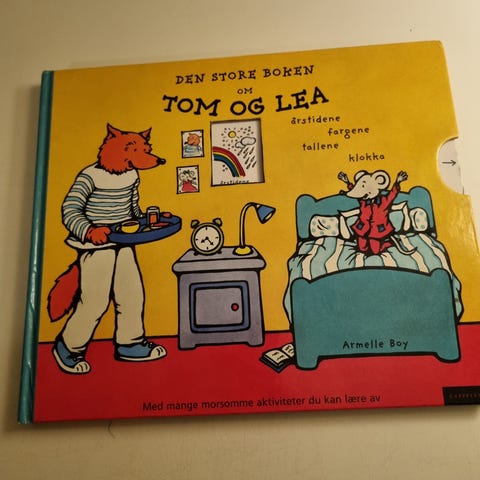 DEN STORE BOKEN
OM
TOM OG LEA
årstidene
fargene
tallene
klokka
årstidene
Armelle Boy
Med mange morsomme aktiviteter du kan lære av